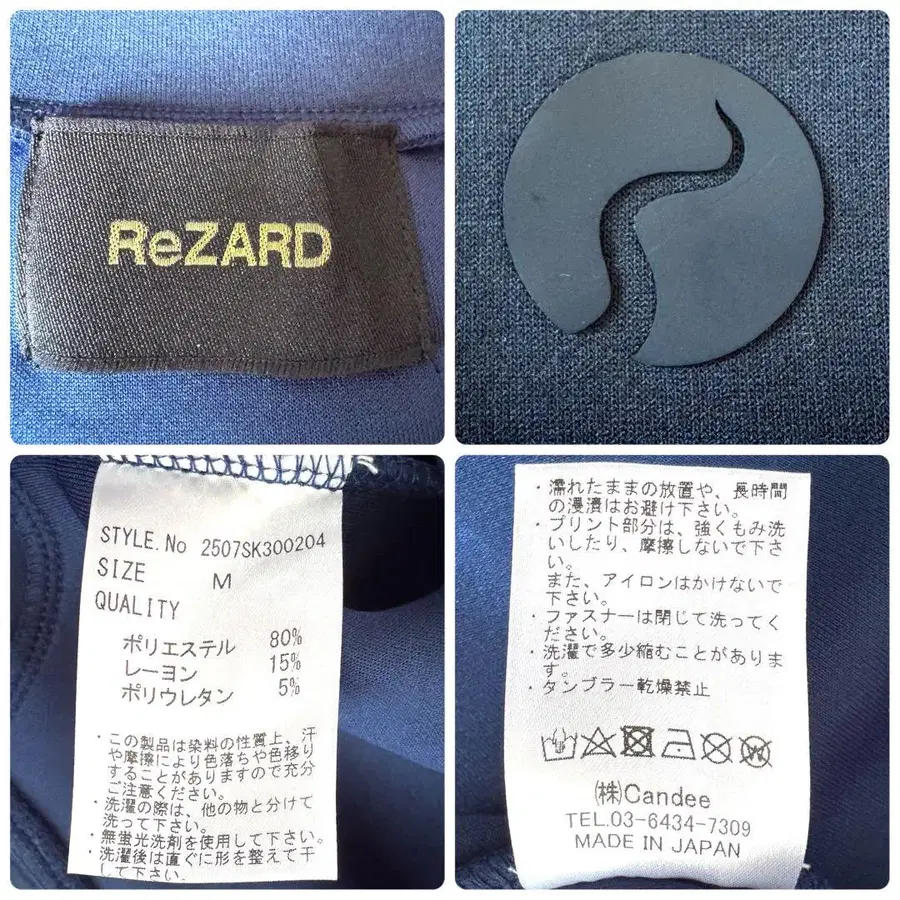 ReZARD
STYLE.No 2507SK300204
SIZE M
QUALITY
ポリエステル 80%
レーヨン 15%
ポリウレタン 5%
・この製品は染料の性質上、汗
や摩擦により色落ちや色移り
することがありますので充分
ご注意ください。
・洗濯の際は、他の物と分けて
洗って下さい。
・無蛍光洗剤を使用して下さい。
・洗濯後は直ぐに形を整えて干
して下さい。
・濡れたままの放置や、長時間
の浸漬はお避け下さい。
・プリント部分は、強くもみ洗
いしたり、摩擦しないで下さ
い。
また、アイロンはかけないで
下さい。
・ファスナーは閉じて洗ってく
ださい。
・洗濯で多少縮むことがありま
す。
・タンブラー乾燥禁止
㈱Candee
TEL.03-6434-7309
MADE IN JAPAN